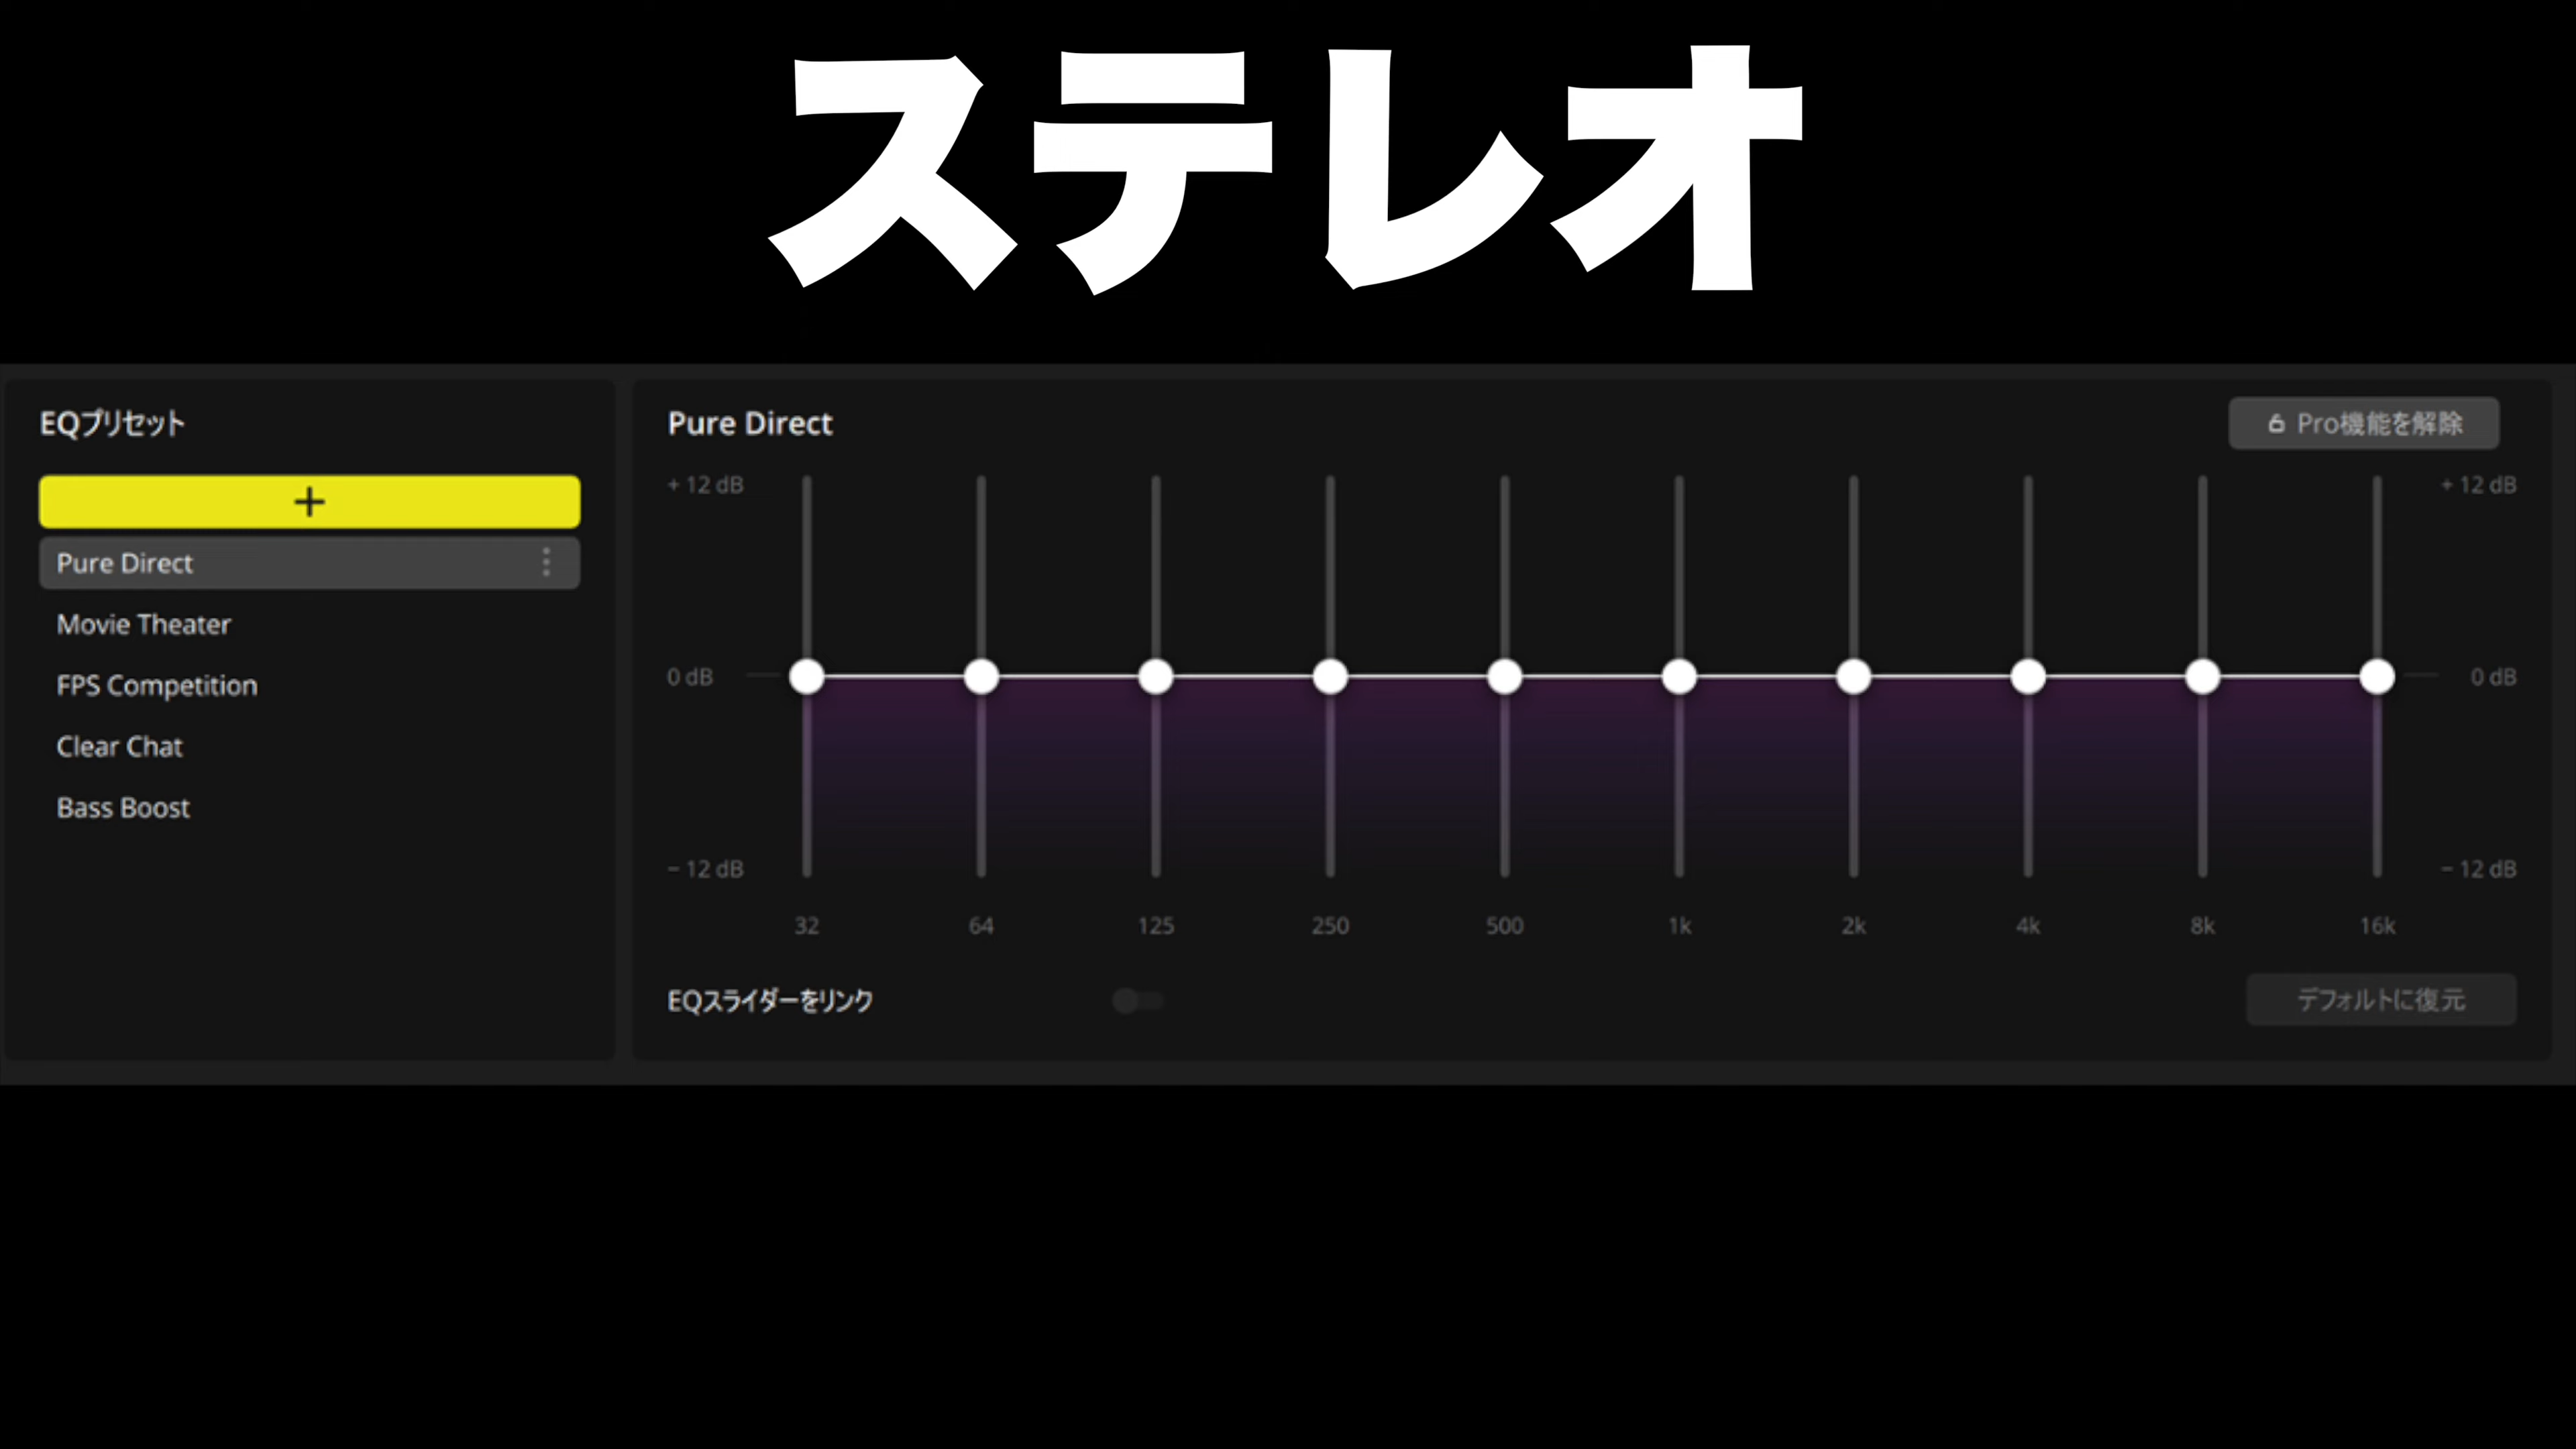 ステレオ
EQプリセット
+
Pure Direct
Movie Theater
FPS Competition
Clear Chat
Bass Boost
Pure Direct
Pro機能を解除
+ 12 dB
+ 12 dB
0 dB
0 dB
− 12 dB
− 12 dB
32 64 125 250 500 1k 2k 4k 8k 16k
EQスライダーをリンク
デフォルトに復元